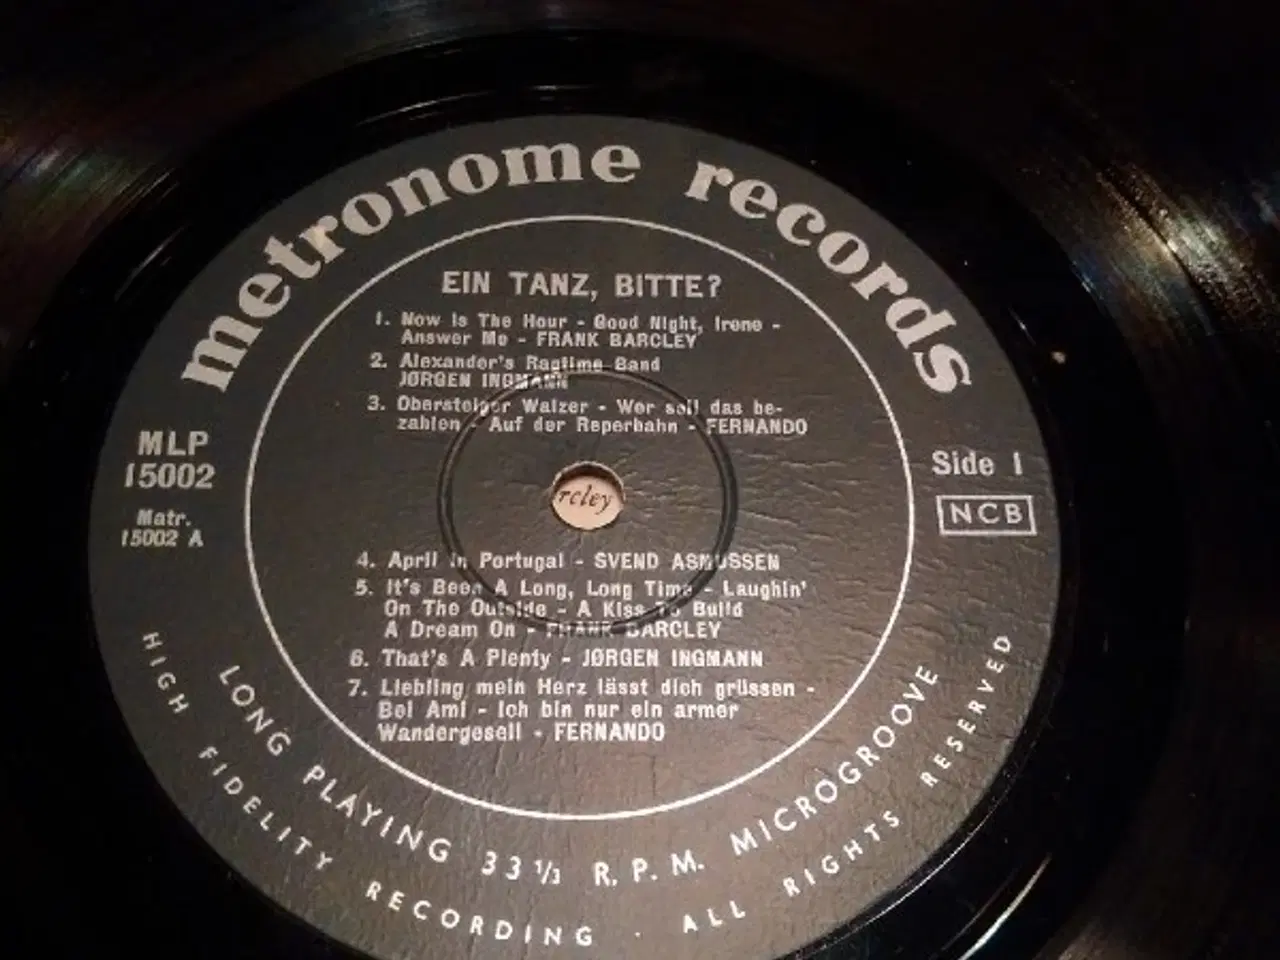 metronome records
EIN TANZ, BITTE?
1. Now Is The Hour - Good Night, Irene -
Answer Me - FRANK BARCLEY
2. Alexander's Ragtime Band
JØRGEN INGMANN
3. Obersteiger Walzer - Wer soll das be-
zahlen - Auf der Reperbahn - FERNANDO
MLP
15002
Matr.
15002 A
Side 1
NCB
rcley
4. April in Portugal - SVEND ASMUSSEN
5. It's Been A Long, Long Time - Laughin'
On The Outside - A Kiss To Build
A Dream On - FRANK BARCLEY
6. That's A Plenty - JØRGEN INGMANN
7. Liebling mein Herz lässt dich grüssen -
Bel Ami - Ich bin nur ein armer
Wandergesell - FERNANDO
LONG PLAYING 33 1/3 R.P.M. MICROGROOVE
HIGH FIDELITY RECORDING · ALL RIGHTS RESERVED